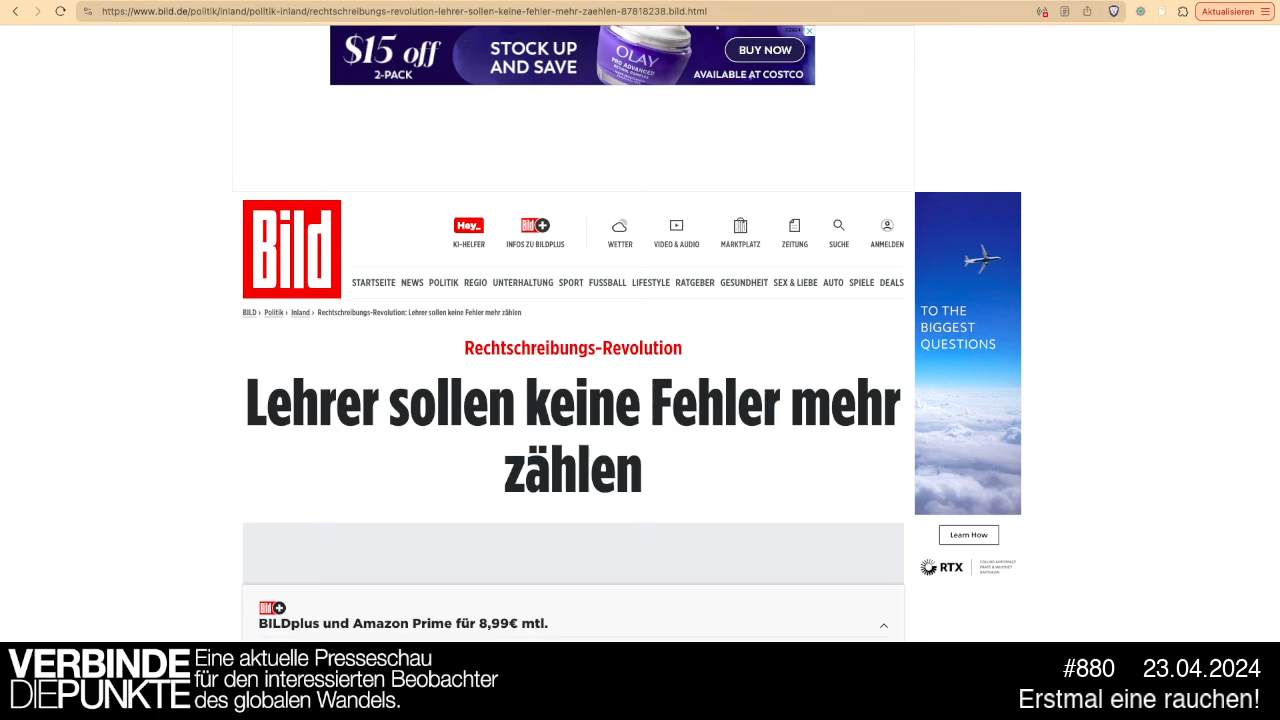 bild.de/politik/inland/rechtschreibungs-revolution-lehrer-sollen-keine-fehler-mehr-zaehlen-87818238.bild.html
Aktualisieren
$15 off
2-PACK
STOCK UP
AND SAVE
OLAY
BUY NOW
AVAILABLE AT COSTCO
Bild
Hey_
KI-HELFER
Bild
INFOS ZU BILDPLUS
WETTER
VIDEO & AUDIO
MARKTPLATZ
ZEITUNG
SUCHE
ANMELDEN
STARTSEITE NEWS POLITIK REGIO UNTERHALTUNG SPORT FUSSBALL LIFESTYLE RATGEBER GESUNDHEIT SEX & LIEBE AUTO SPIELE DEALS
BILD › Politik › Inland › Rechtschreibungs-Revolution: Lehrer sollen keine Fehler mehr zählen
TO THE
BIGGEST
QUESTIONS
Rechtschreibungs-Revolution
Lehrer sollen keine Fehler mehr
zählen
Learn How
RTX
Bild
BILDplus und Amazon Prime für 8,99€ mtl.
VERBINDE
DIEPUNKTE
Eine aktuelle Presseschau
für den interessierten Beobachter
des globalen Wandels.
#880 23.04.2024
Erstmal eine rauchen!